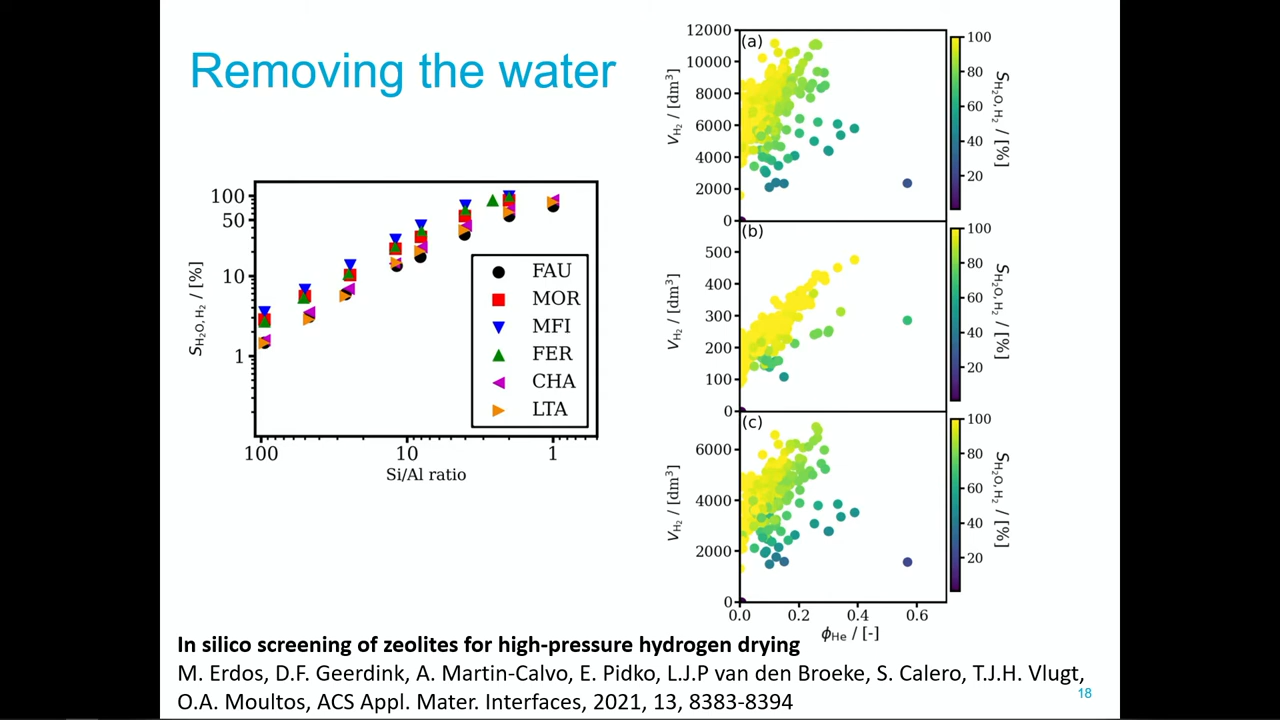 Removing the water
100
50
10
1
S_H₂O,H₂ / [%]
100
10
1
Si/Al ratio
FAU
MOR
MFI
FER
CHA
LTA
(a)
12000
10000
8000
6000
4000
2000
0
V_H₂ / [dm³]
100
80
60
40
20
S_H₂O,H₂ / [%]
(b)
500
400
300
200
100
0
V_H₂ / [dm³]
100
80
60
40
20
S_H₂O,H₂ / [%]
(c)
6000
4000
2000
0
V_H₂ / [dm³]
100
80
60
40
20
S_H₂O,H₂ / [%]
0.0
0.2
0.4
0.6
ϕ_He / [-]
In silico screening of zeolites for high-pressure hydrogen drying
M. Erdos, D.F. Geerdink, A. Martin-Calvo, E. Pidko, L.J.P van den Broeke, S. Calero, T.J.H. Vlugt,
O.A. Moultos, ACS Appl. Mater. Interfaces, 2021, 13, 8383-8394
18